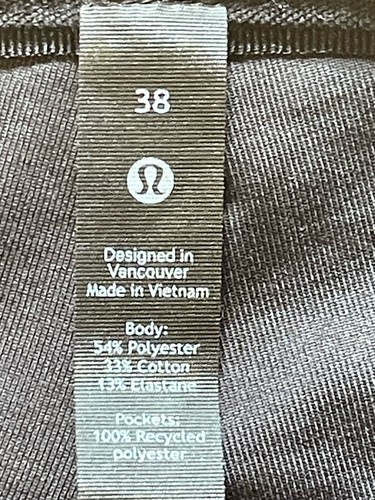 38
Designed in
Vancouver
Made in Vietnam
Body:
54% Polyester
33% Cotton
13% Elastane
Pockets:
100% Recycled
polyester